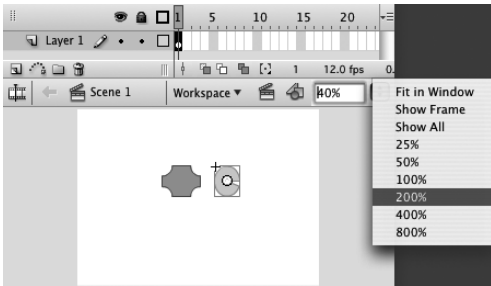 1 5 10 15 20
Layer 1
1 12.0 fps 0.
Scene 1 Workspace 40%
Fit in Window
Show Frame
Show All
25%
50%
100%
200%
400%
800%